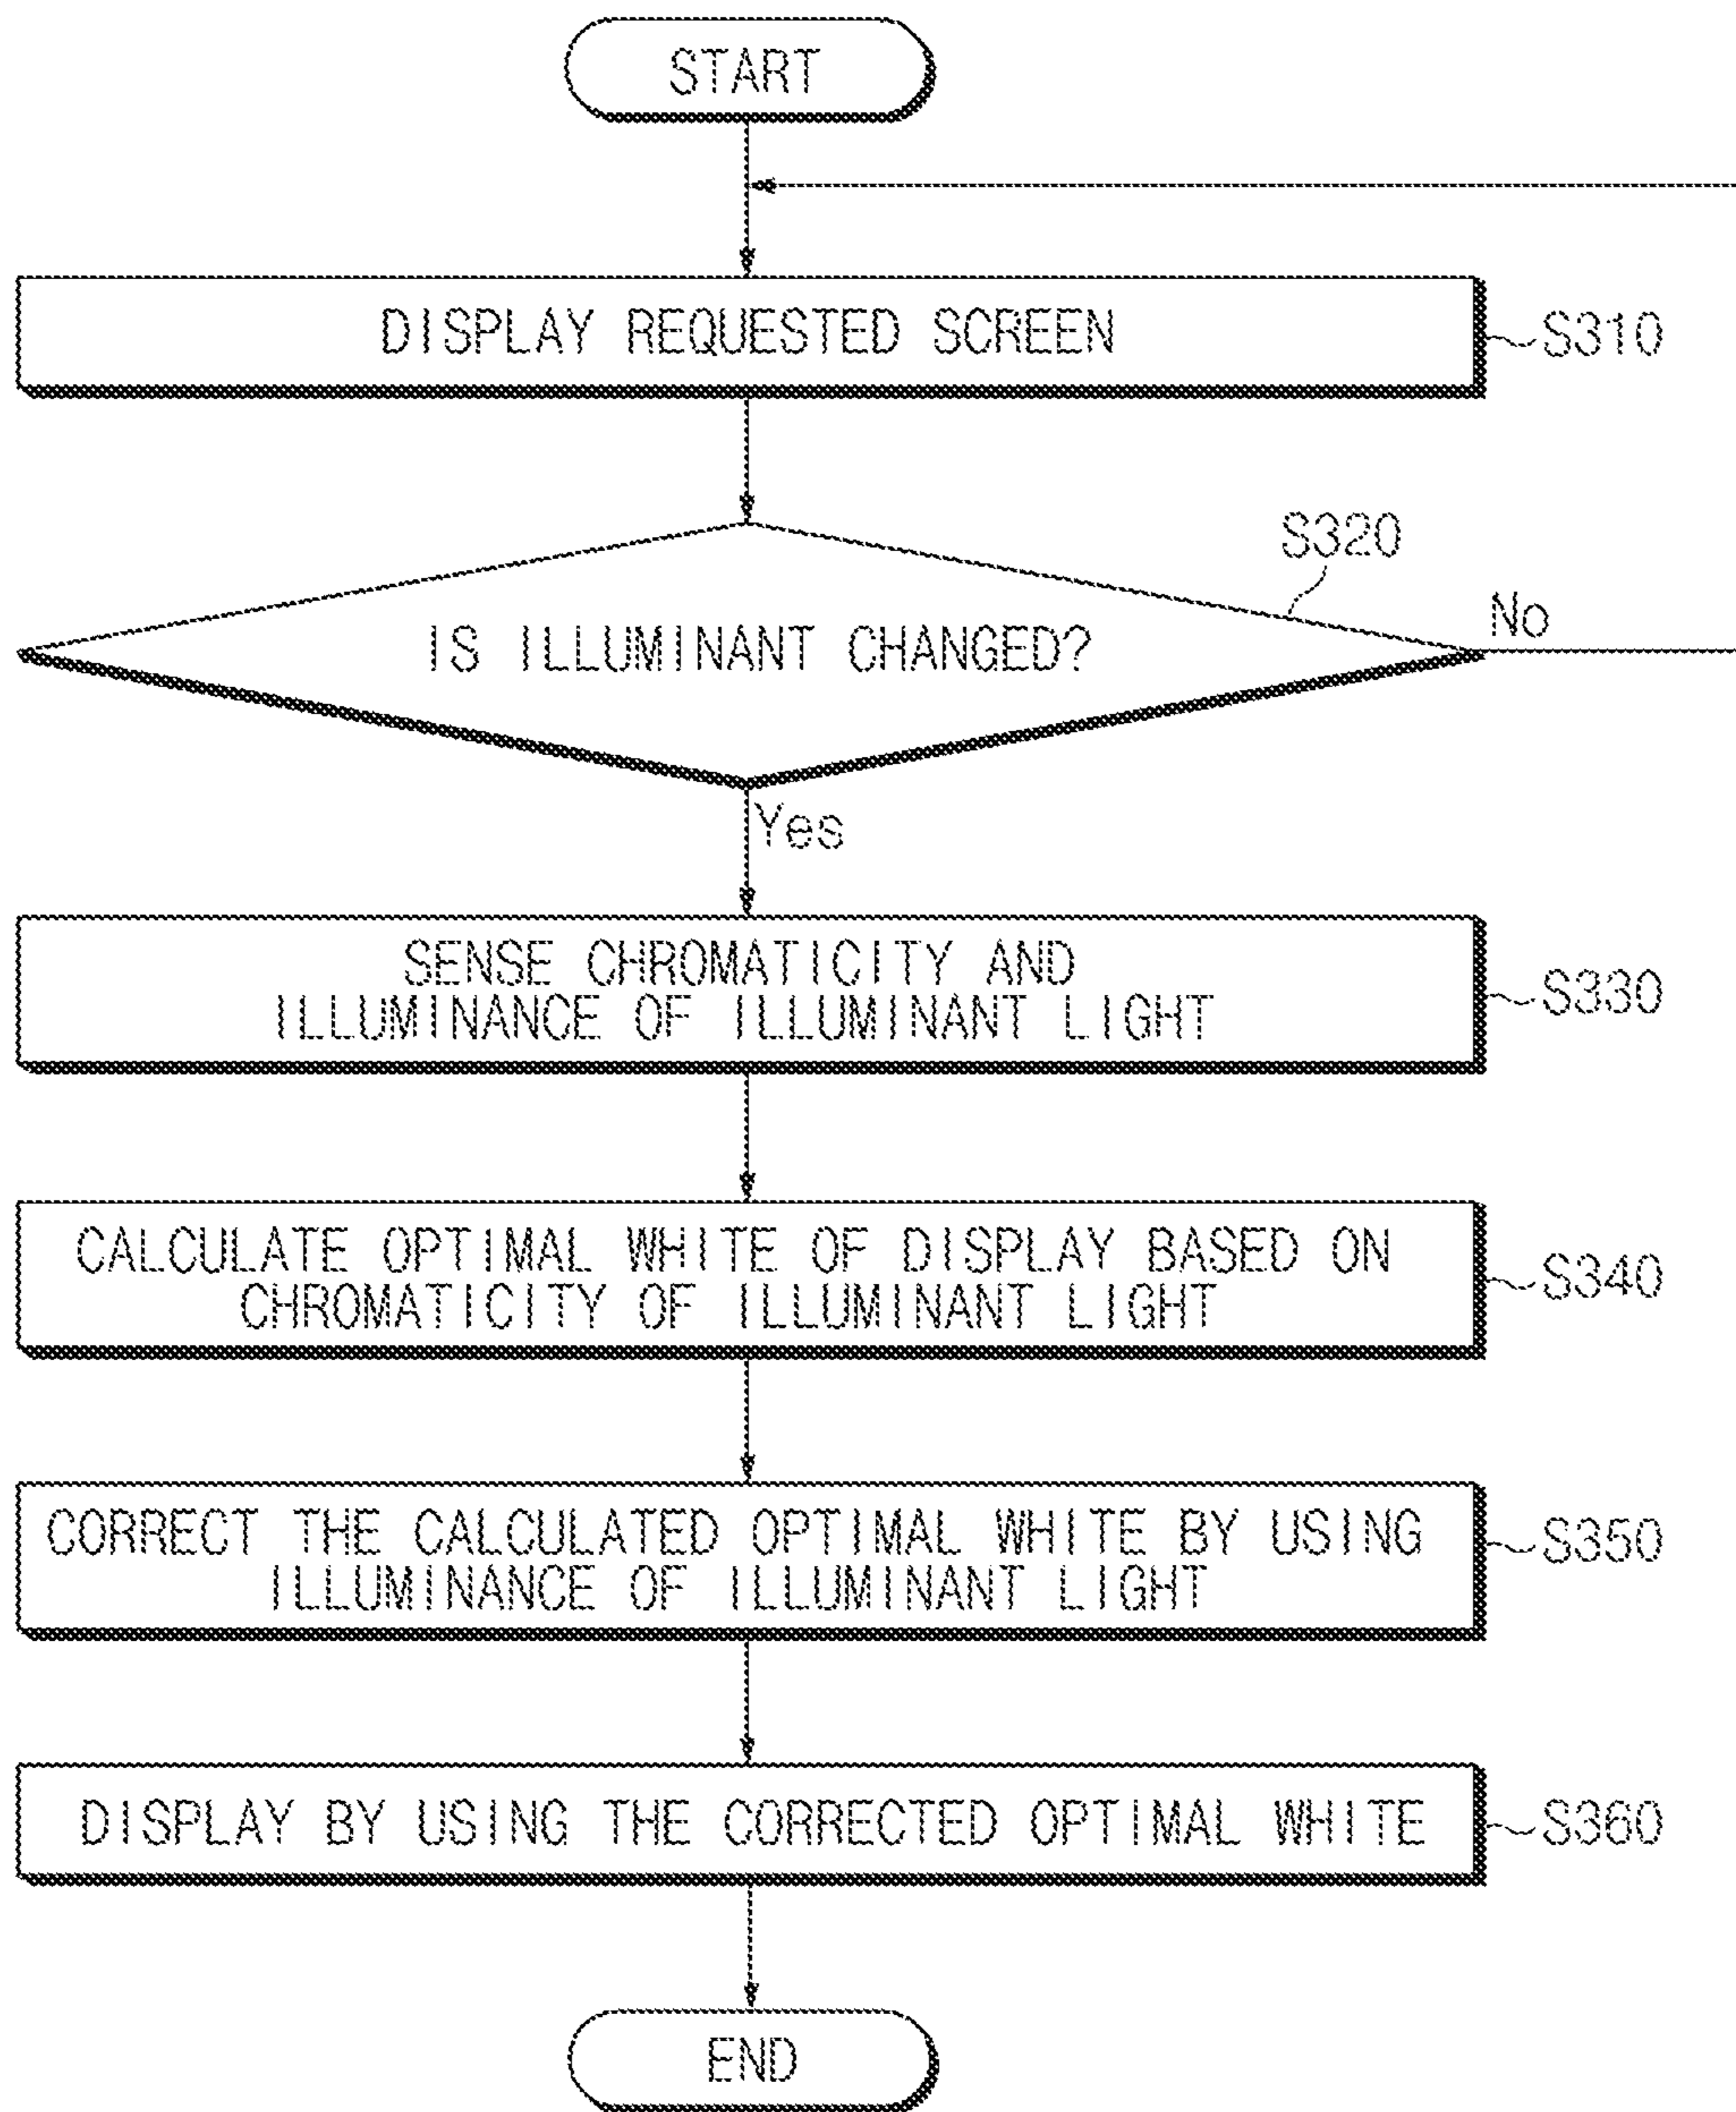 START
DISPLAY REQUESTED SCREEN
S310
S320
IS ILLUMINANT CHANGED?
No
Yes
SENSE CHROMATICITY AND
ILLUMINANCE OF ILLUMINANT LIGHT
S330
CALCULATE OPTIMAL WHITE OF DISPLAY BASED ON
CHROMATICITY OF ILLUMINANT LIGHT
S340
CORRECT THE CALCULATED OPTIMAL WHITE BY USING
ILLUMINANCE OF ILLUMINANT LIGHT
S350
DISPLAY BY USING THE CORRECTED OPTIMAL WHITE
S360
END